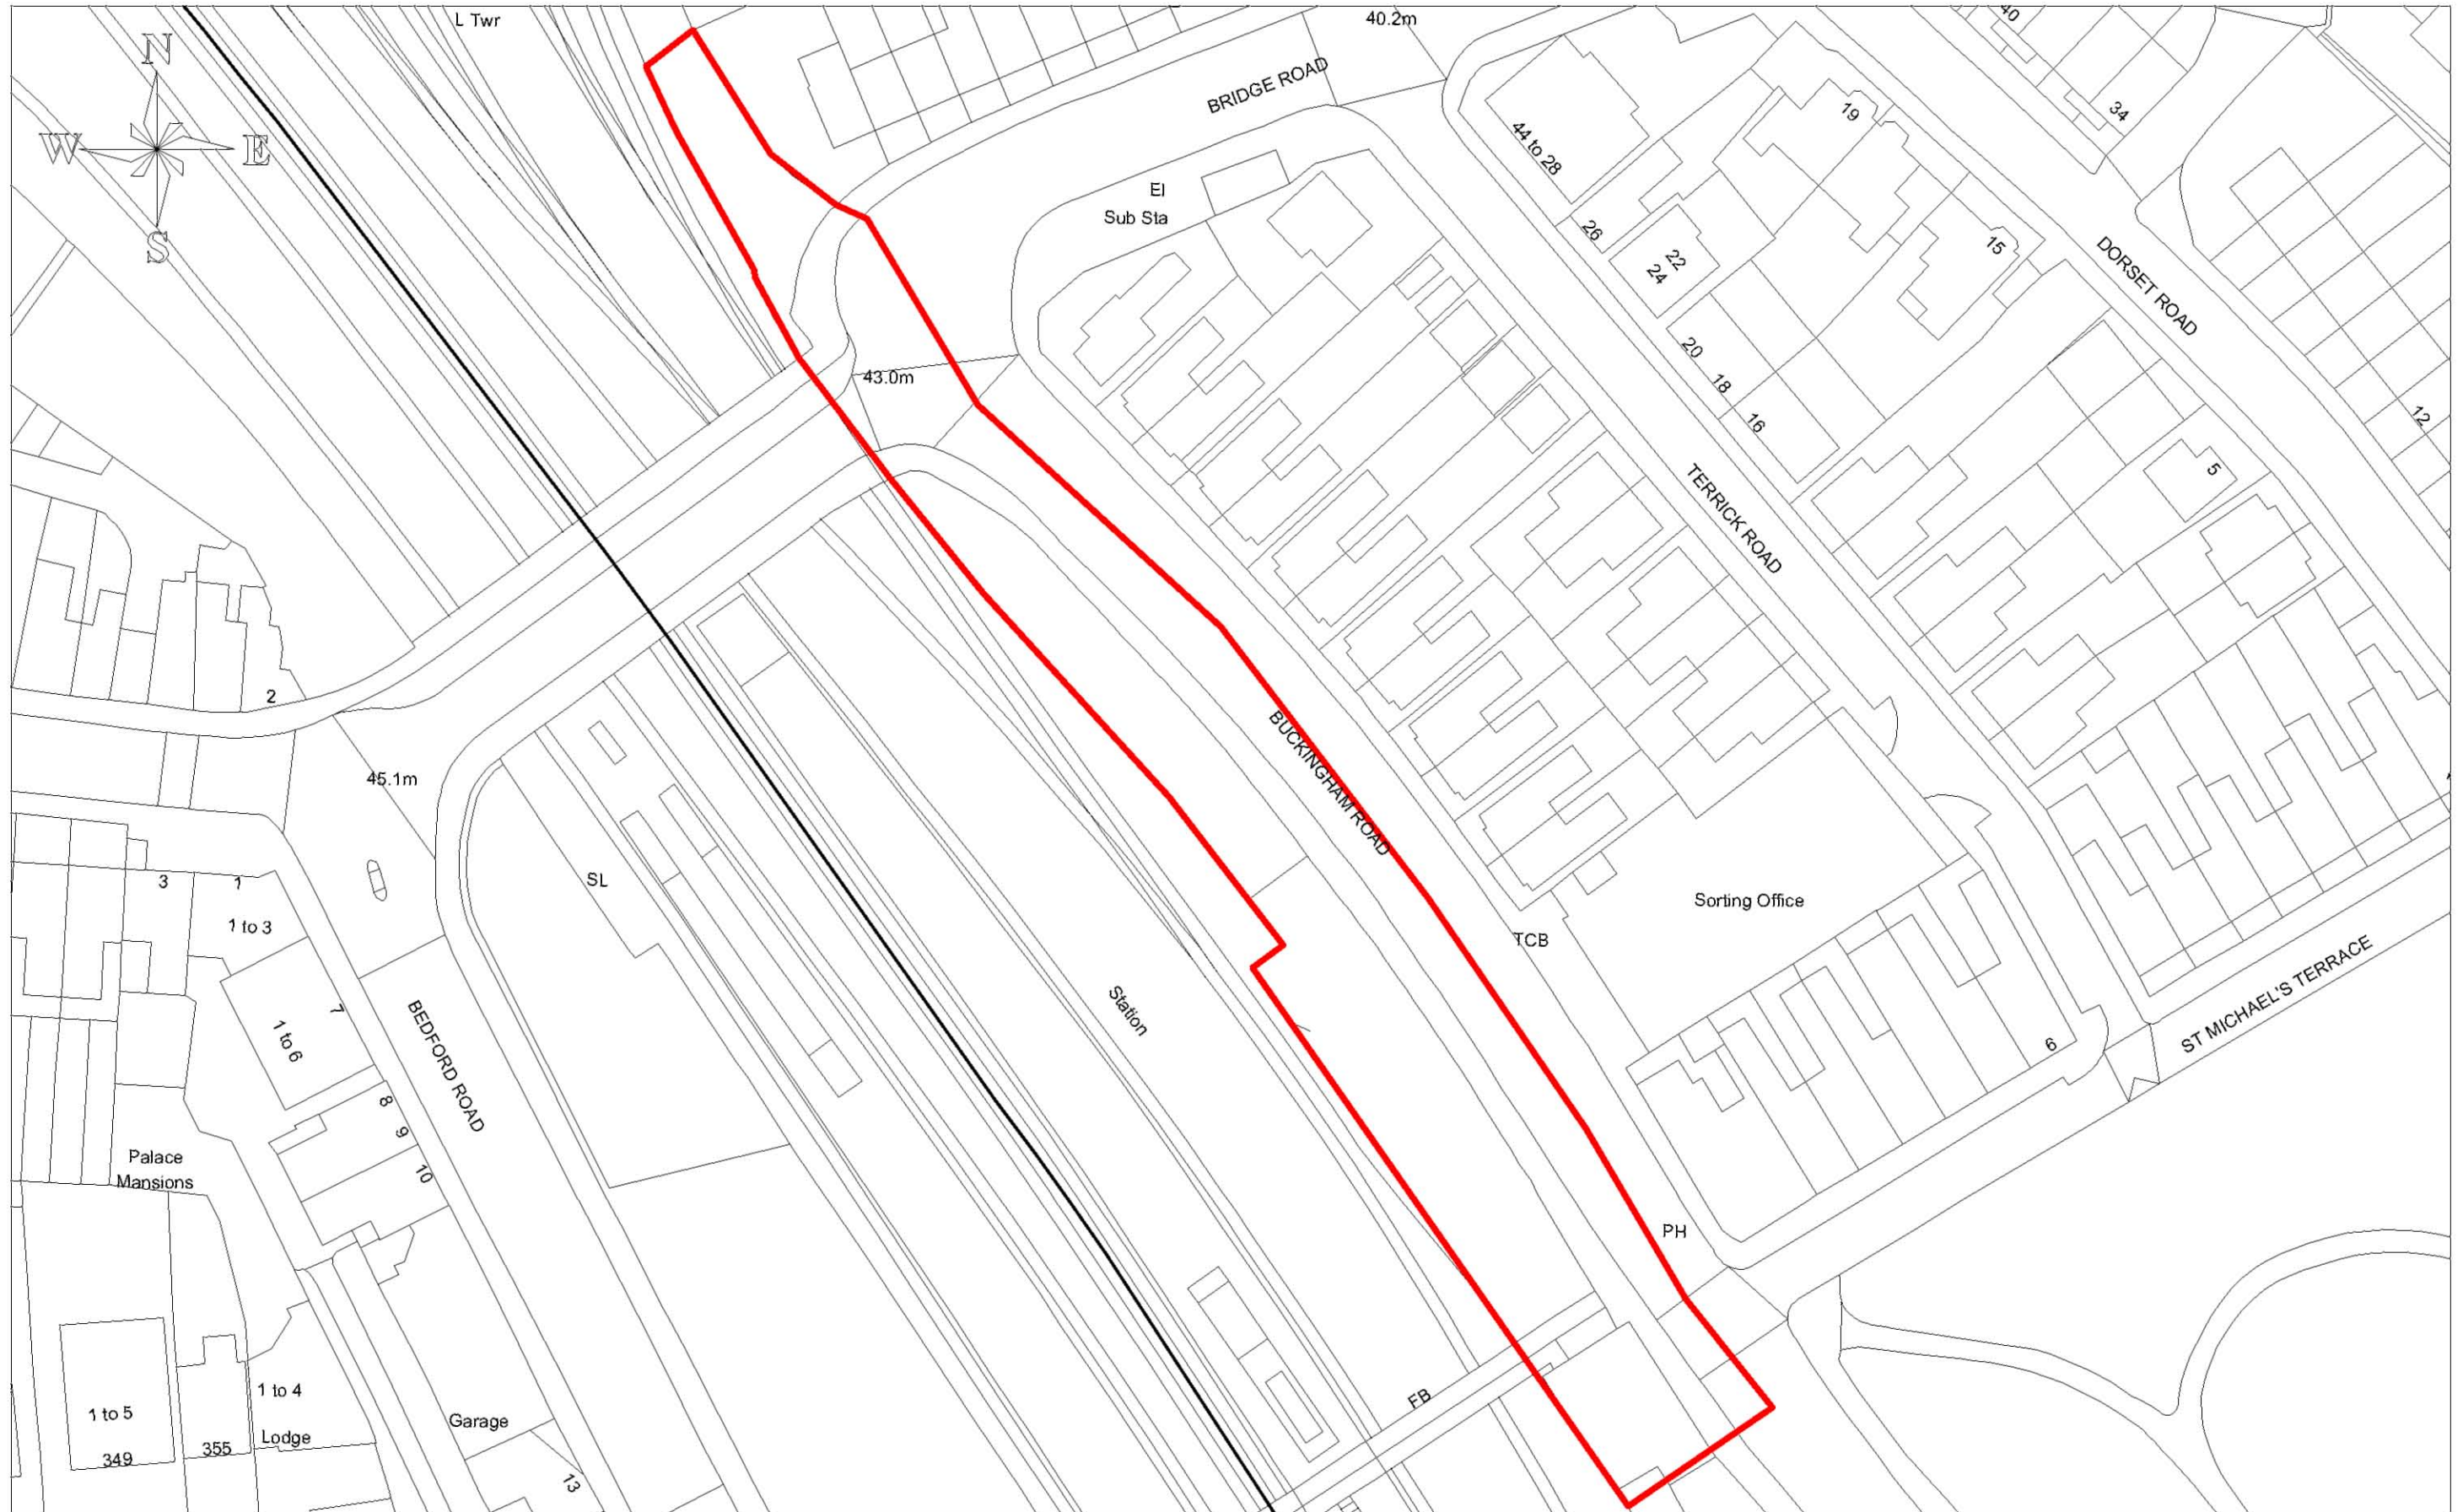 L Twr
40.2m
40
N
W
E
S
BRIDGE ROAD
19
34
44 to 28
El
Sub Sta
26
22
24
15
DORSET ROAD
43.0m
20
18
16
12
5
TERRICK ROAD
2
45.1m
BUCKINGHAM ROAD
3
1
1 to 3
SL
Sorting Office
TCB
7
1 to 6
BEDFORD ROAD
Station
ST MICHAEL'S TERRACE
6
8
9
10
Palace
Mansions
PH
1 to 4
1 to 5
FB
Garage
Lodge
355
349
13